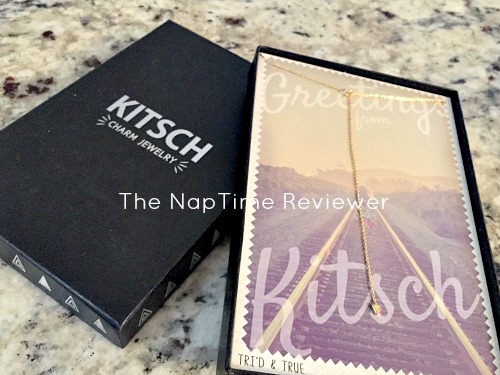 KITSCH
CHARM JEWELRY
Greetings
from
The NapTime Reviewer
Kitsch
TRI'D & TRUE